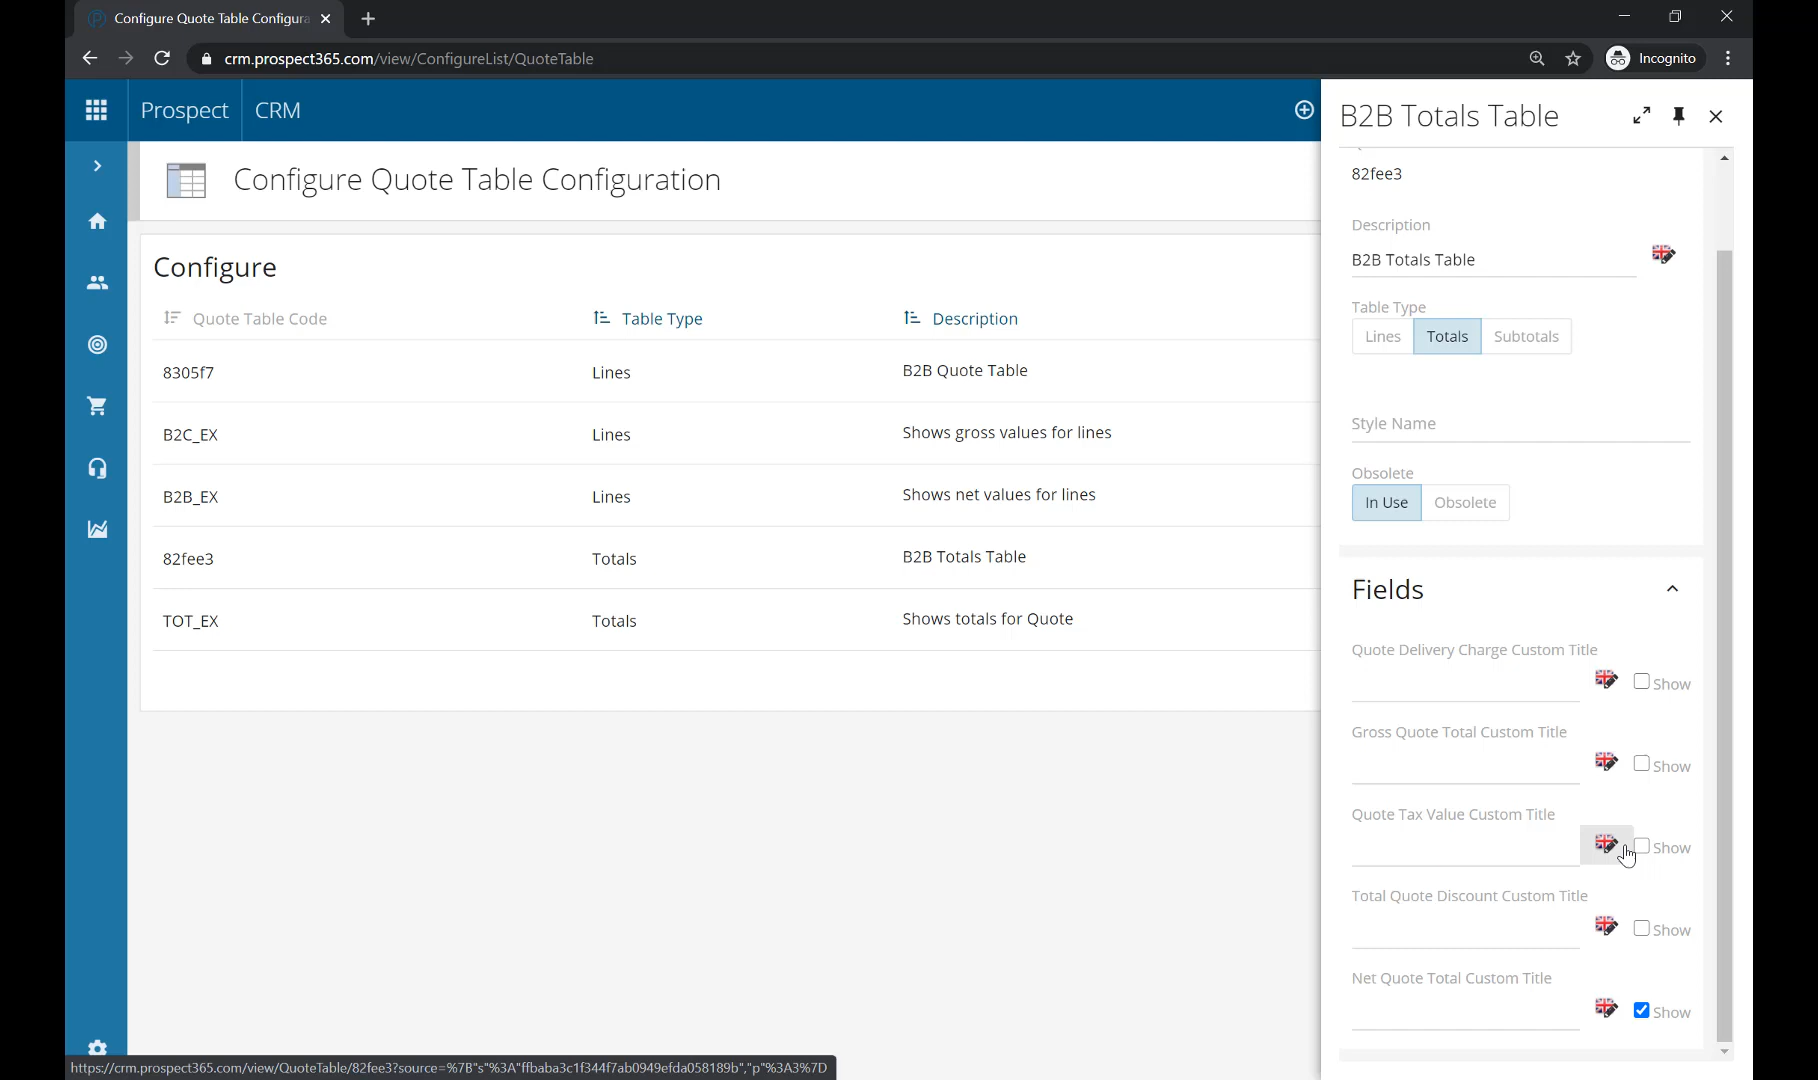 Configure Quote Table Configura
crm.prospect365.com/view/ConfigureList/QuoteTable
Incognito
Prospect CRM
Configure Quote Table Configuration
Configure
Quote Table Code Table Type Description
8305f7 Lines B2B Quote Table
B2C_EX Lines Shows gross values for lines
B2B_EX Lines Shows net values for lines
82fee3 Totals B2B Totals Table
TOT_EX Totals Shows totals for Quote
B2B Totals Table
82fee3
Description
B2B Totals Table
Table Type
Lines Totals Subtotals
Style Name
Obsolete
In Use Obsolete
Fields
Quote Delivery Charge Custom Title
Show
Gross Quote Total Custom Title
Show
Quote Tax Value Custom Title
Show
Total Quote Discount Custom Title
Show
Net Quote Total Custom Title
Show
https://crm.prospect365.com/view/QuoteTable/82fee3?source=%7B"s"%3A"ffbaba3c1f344f7ab0949efda058189b","p"%3A3%7D